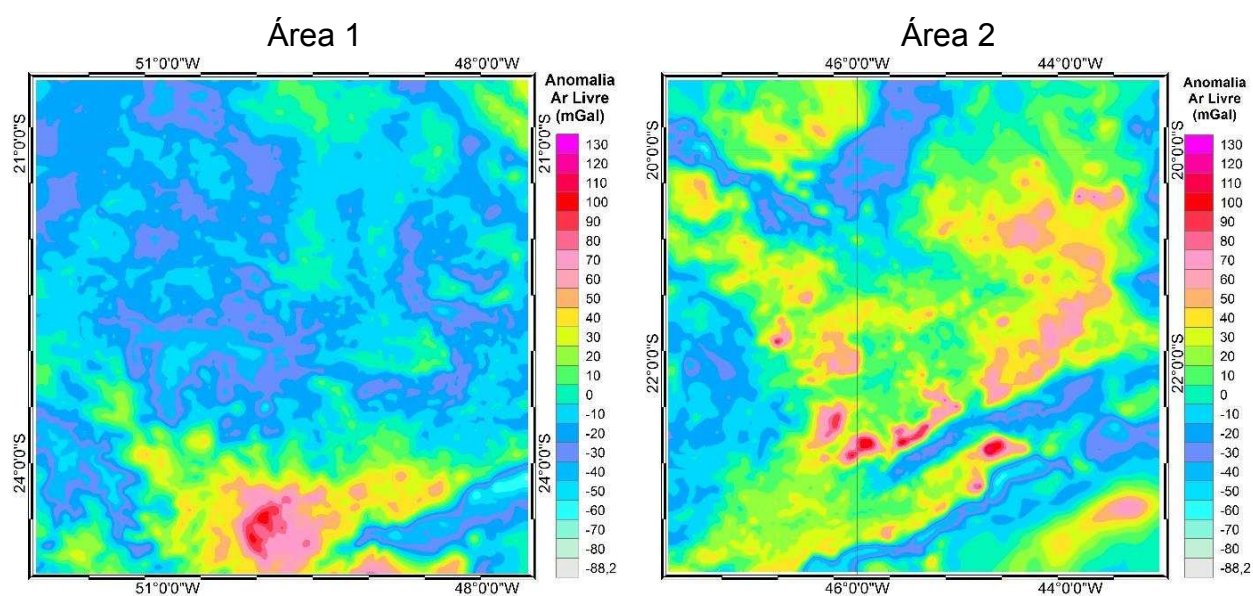 Área 1
Área 2
51°0'0"W
48°0'0"W
21°0'0"S
24°0'0"S
21°0'0"S
24°0'0"S
51°0'0"W
48°0'0"W
Anomalia
Ar Livre
(mGal)
130
120
110
100
90
80
70
60
50
40
30
20
10
0
-10
-20
-30
-40
-50
-60
-70
-80
-88,2
46°0'0"W
44°0'0"W
20°0'0"S
22°0'0"S
20°0'0"S
22°0'0"S
46°0'0"W
44°0'0"W
Anomalia
Ar Livre
(mGal)
130
120
110
100
90
80
70
60
50
40
30
20
10
0
-10
-20
-30
-40
-50
-60
-70
-80
-88,2